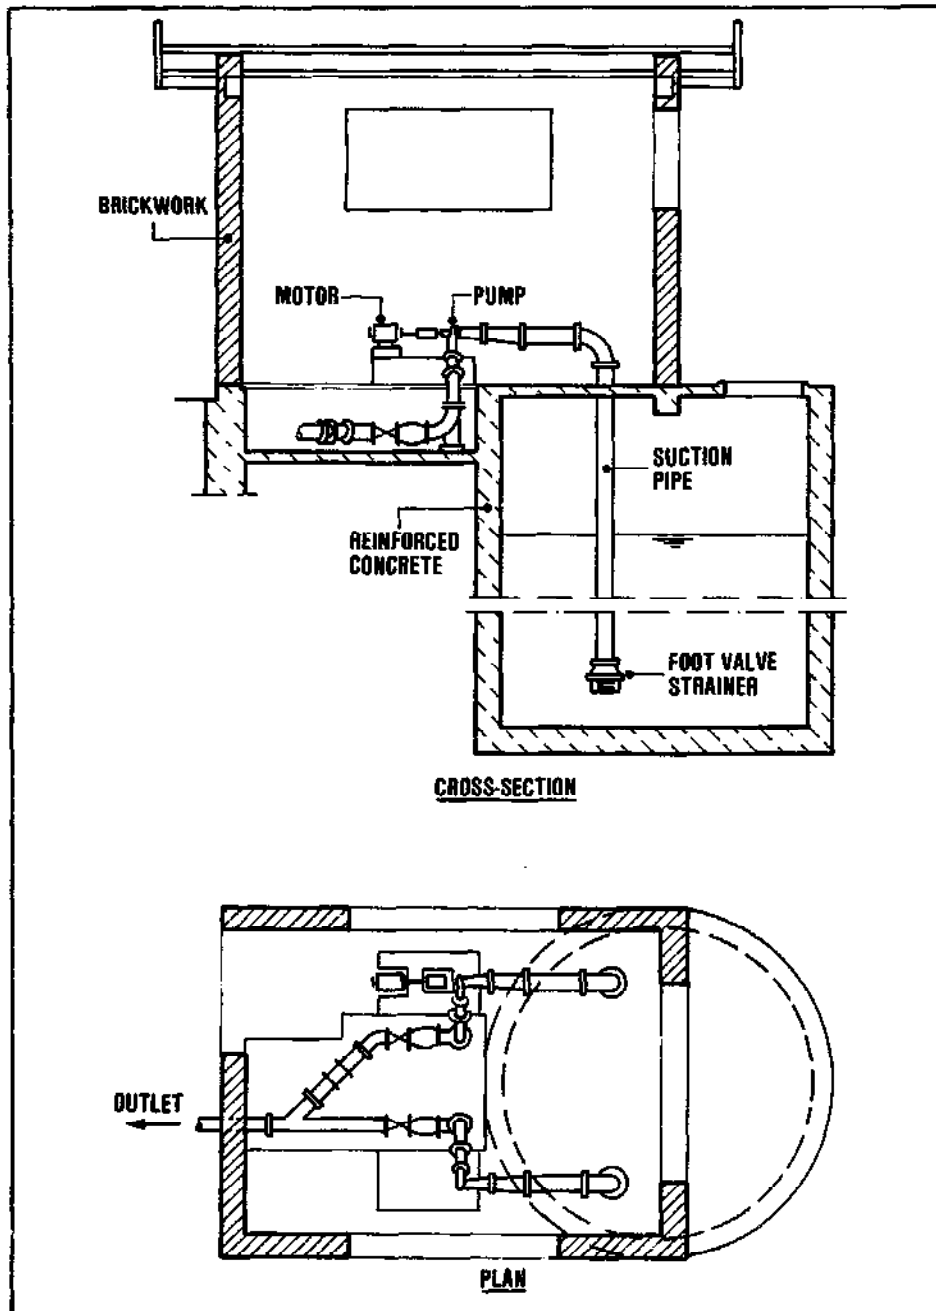 BRICKWORK
MOTOR
PUMP
SUCTION
PIPE
REINFORCED
CONCRETE
FOOT VALVE
STRAINER
CROSS-SECTION
OUTLET
PLAN